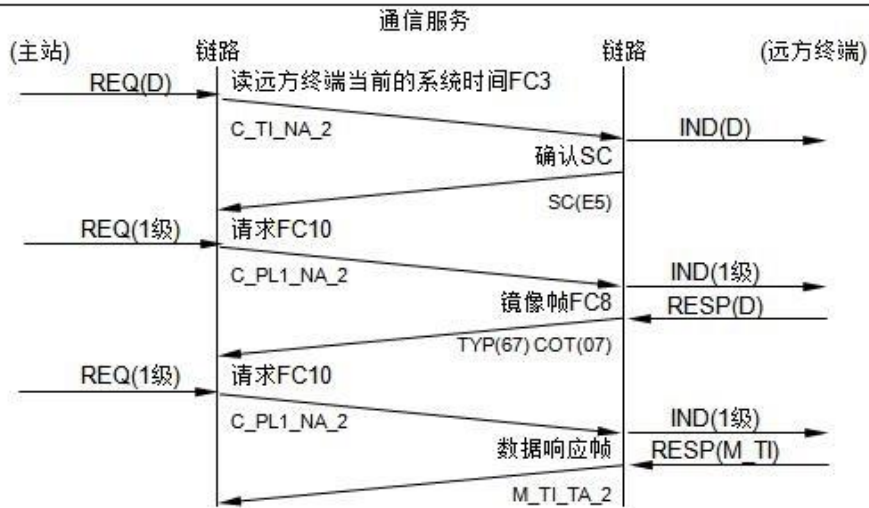 通信服务
(主站) 链路 链路 (远方终端)
REQ(D) 读远方终端当前的系统时间FC3
C_TI_NA_2 IND(D)
确认SC
SC(E5)
REQ(1级) 请求FC10
C_PL1_NA_2 IND(1级)
镜像帧FC8 RESP(D)
TYP(67) COT(07)
REQ(1级) 请求FC10
C_PL1_NA_2 IND(1级)
数据响应帧 RESP(M_TI)
M_TI_TA_2